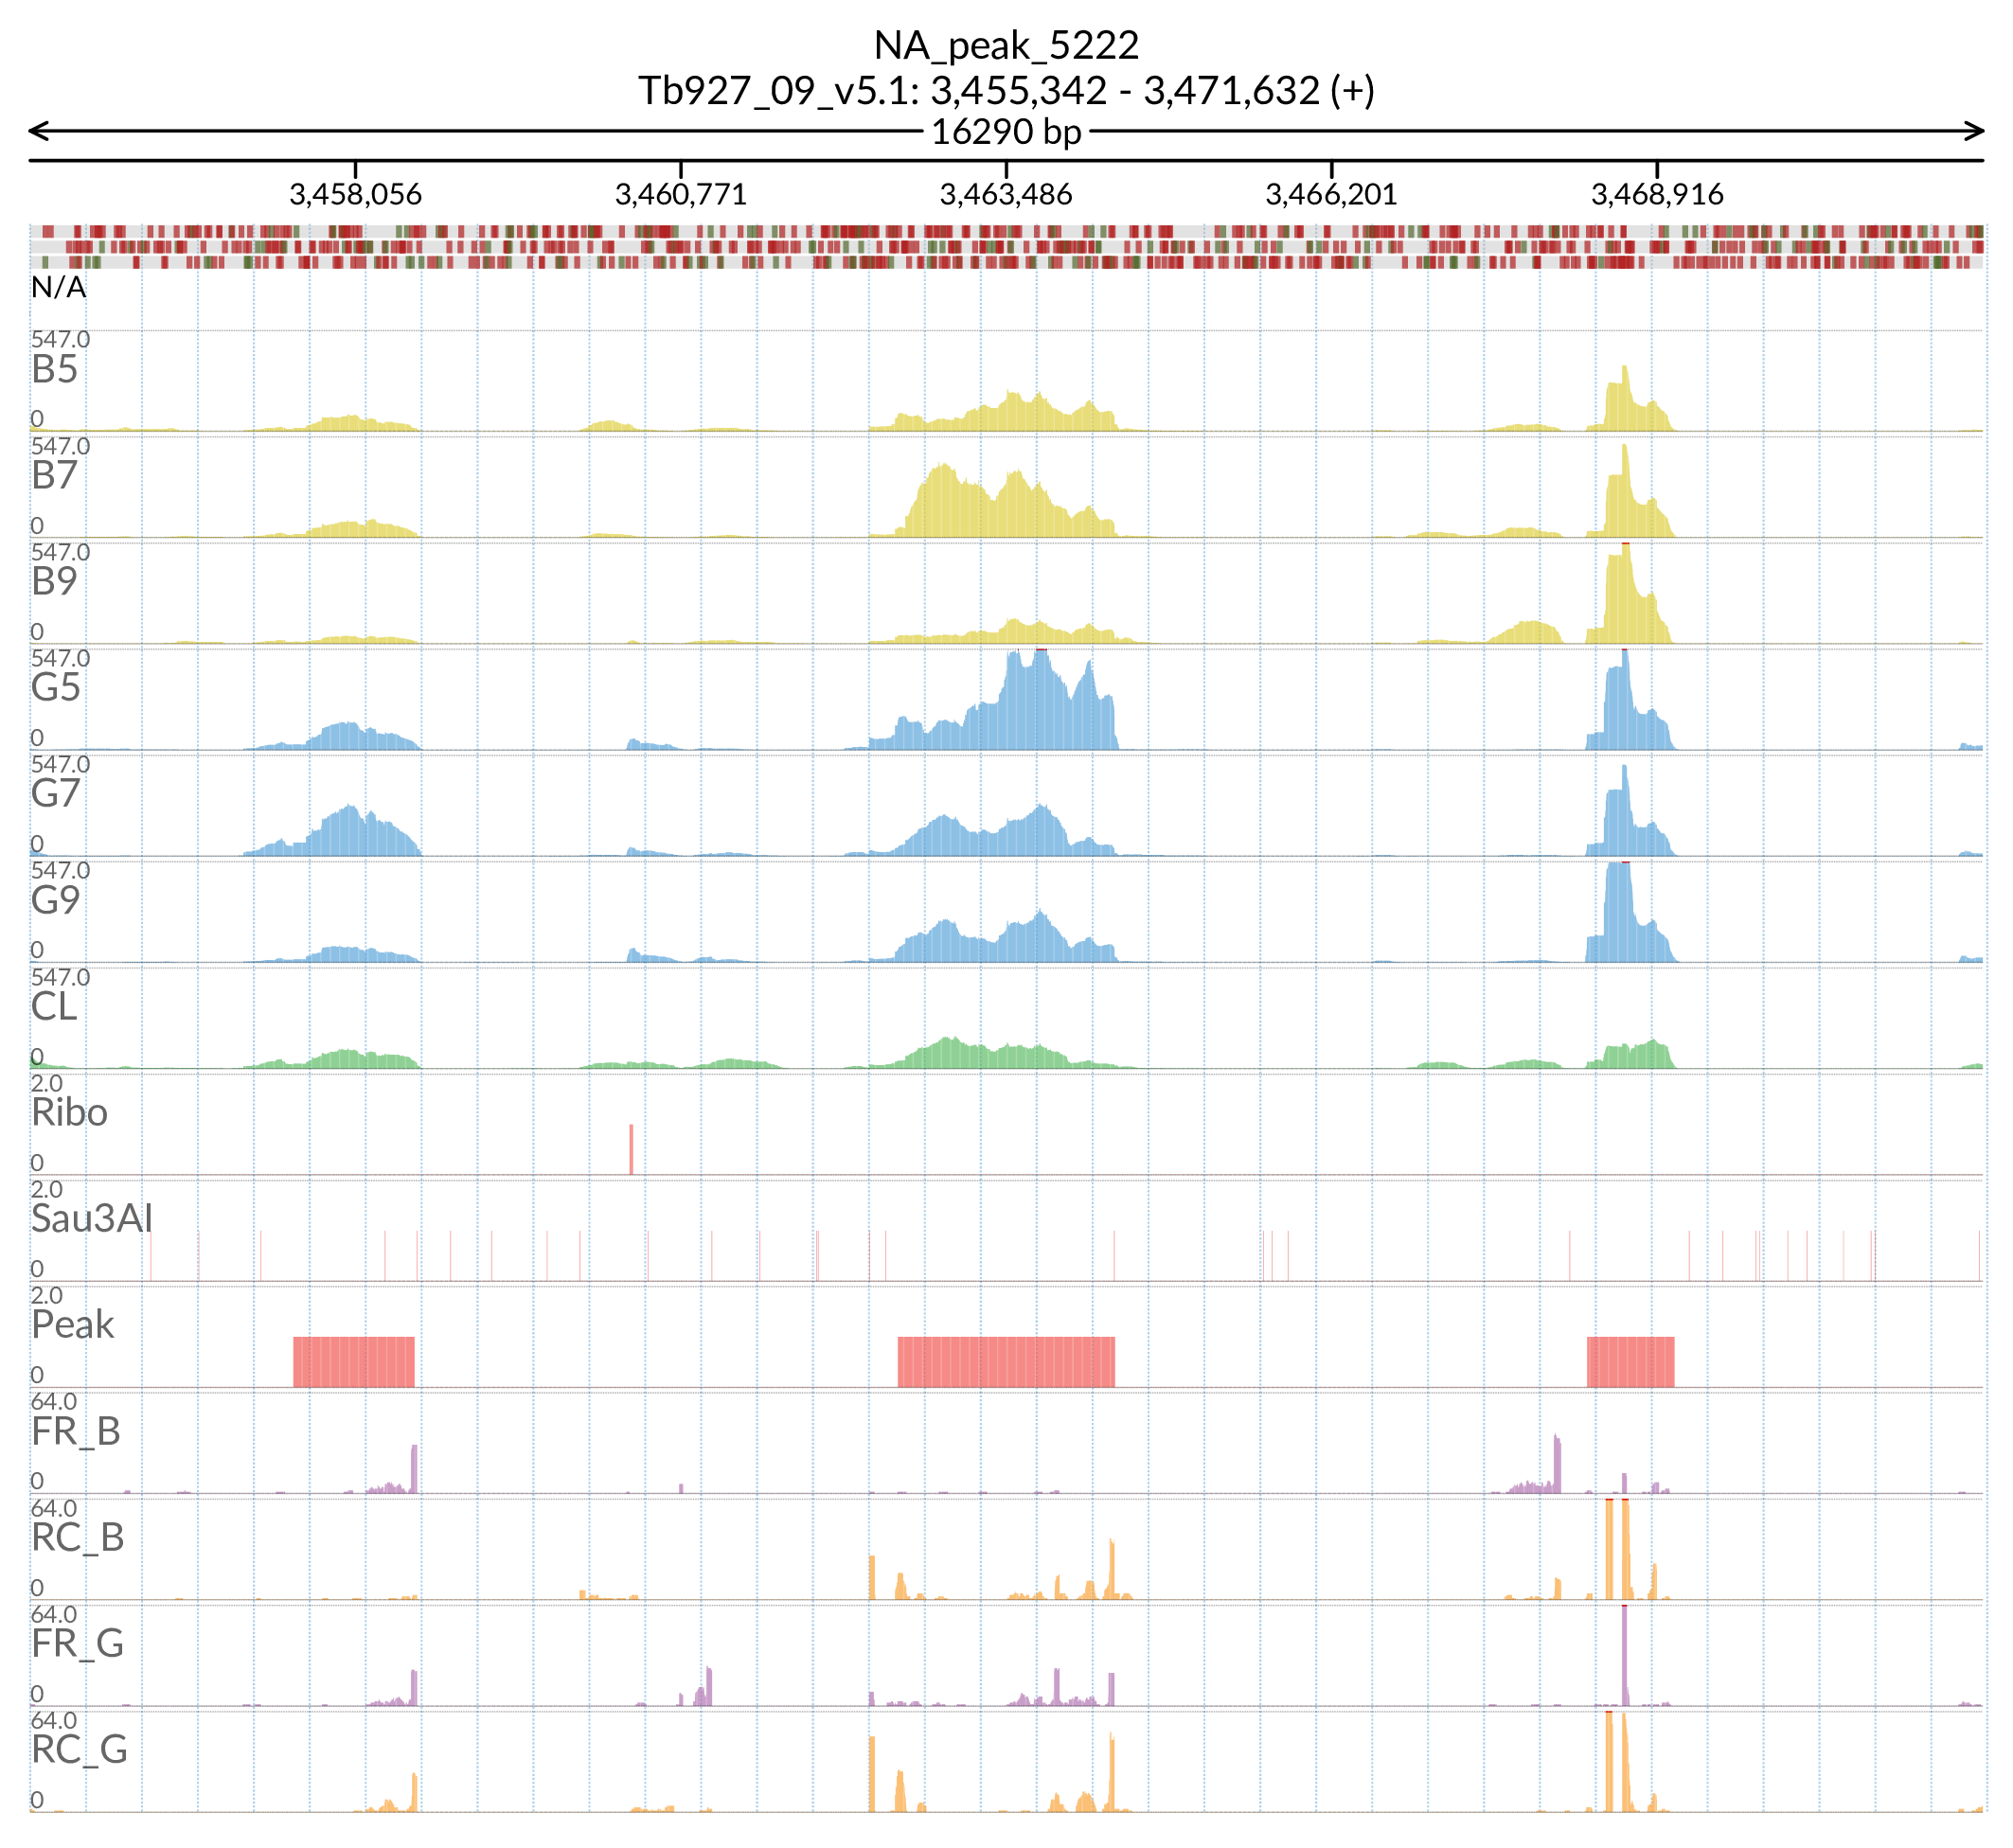 NA_peak_5222
Tb927_09_v5.1: 3,455,342 - 3,471,632 (+)
16290 bp
3,458,056 3,460,771 3,463,486 3,466,201 3,468,916
N/A
547.0
B5
0
547.0
B7
0
547.0
B9
0
547.0
G5
0
547.0
G7
0
547.0
G9
0
547.0
CL
0
2.0
Ribo
0
2.0
Sau3AI
0
2.0
Peak
0
64.0
FR_B
0
64.0
RC_B
0
64.0
FR_G
0
64.0
RC_G
0